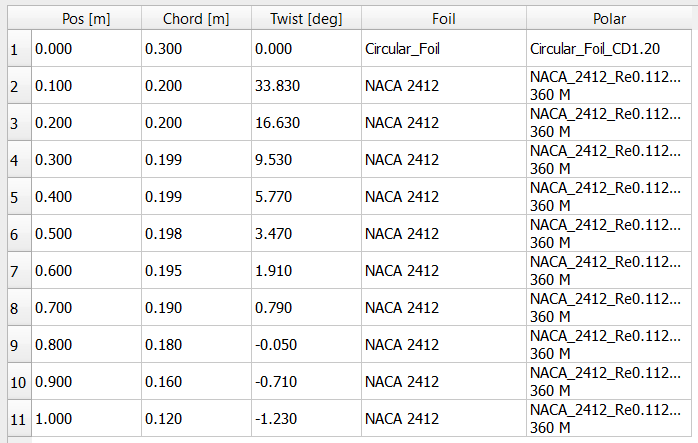 Pos [m] Chord [m] Twist [deg] Foil Polar
1 0.000 0.300 0.000 Circular_Foil Circular_Foil_CD1.20
2 0.100 0.200 33.830 NACA 2412 NACA_2412_Re0.112...
360 M
3 0.200 0.200 16.630 NACA 2412 NACA_2412_Re0.112...
360 M
4 0.300 0.199 9.530 NACA 2412 NACA_2412_Re0.112...
360 M
5 0.400 0.199 5.770 NACA 2412 NACA_2412_Re0.112...
360 M
6 0.500 0.198 3.470 NACA 2412 NACA_2412_Re0.112...
360 M
7 0.600 0.195 1.910 NACA 2412 NACA_2412_Re0.112...
360 M
8 0.700 0.190 0.790 NACA 2412 NACA_2412_Re0.112...
360 M
9 0.800 0.180 -0.050 NACA 2412 NACA_2412_Re0.112...
360 M
10 0.900 0.160 -0.710 NACA 2412 NACA_2412_Re0.112...
360 M
11 1.000 0.120 -1.230 NACA 2412 NACA_2412_Re0.112...
360 M